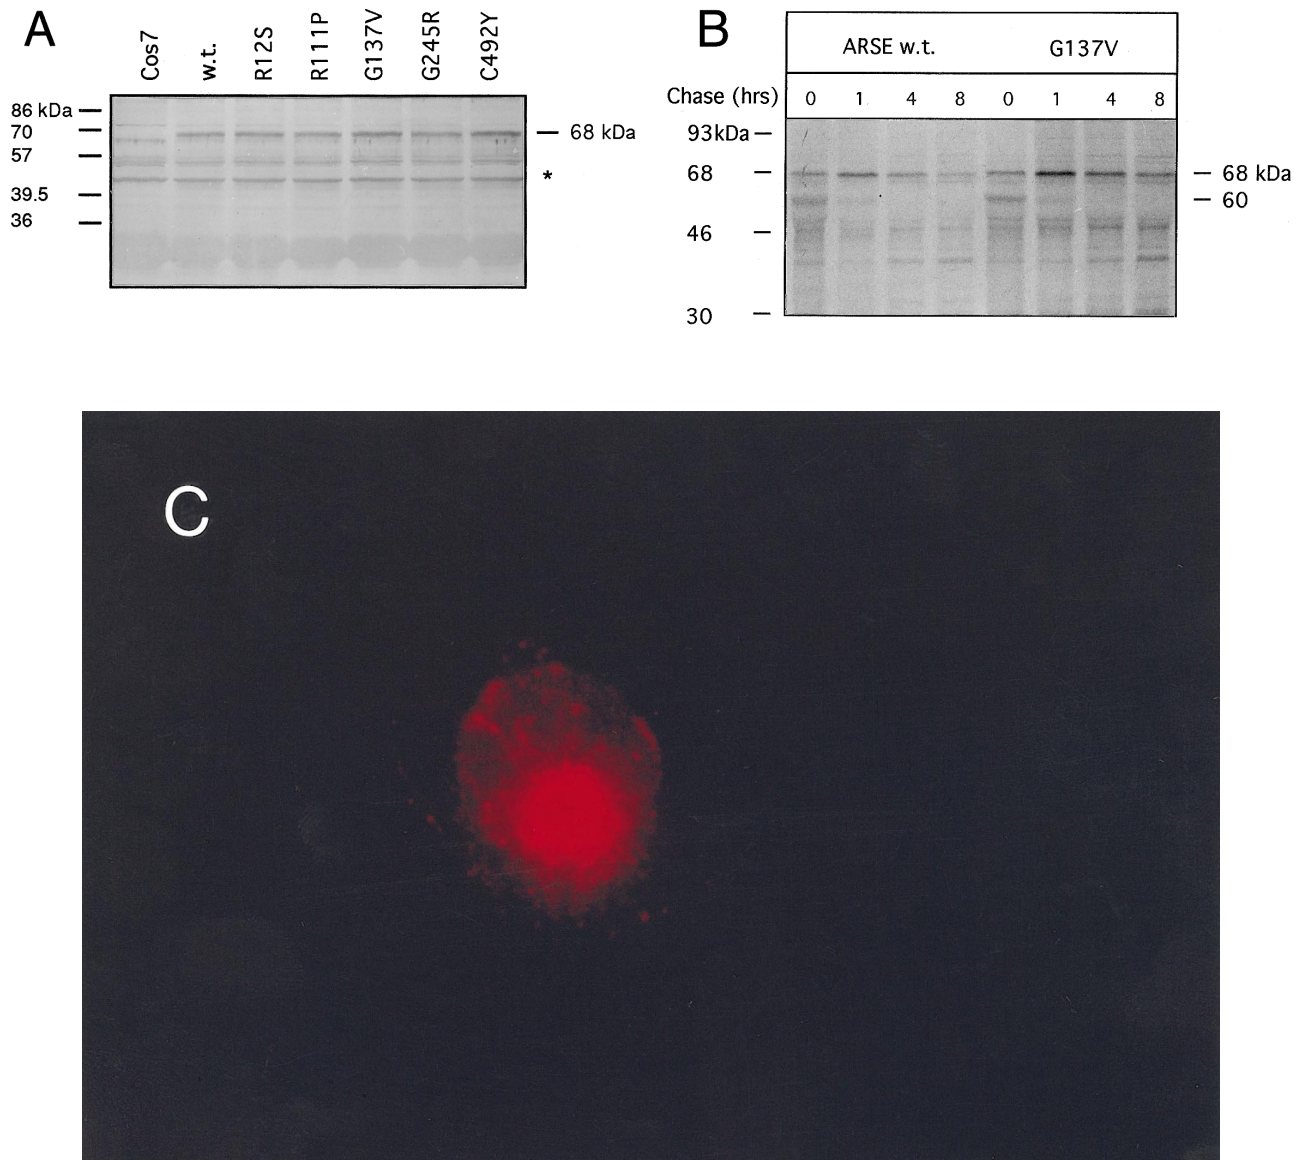 A
Cos7
w.t.
R12S
R111P
G137V
G245R
C492Y
86 kDa
70
57
39.5
36
68 kDa
*
B
ARSE w.t.
G137V
Chase (hrs)
0 1 4 8 0 1 4 8
93kDa
68
46
30
68 kDa
60
C